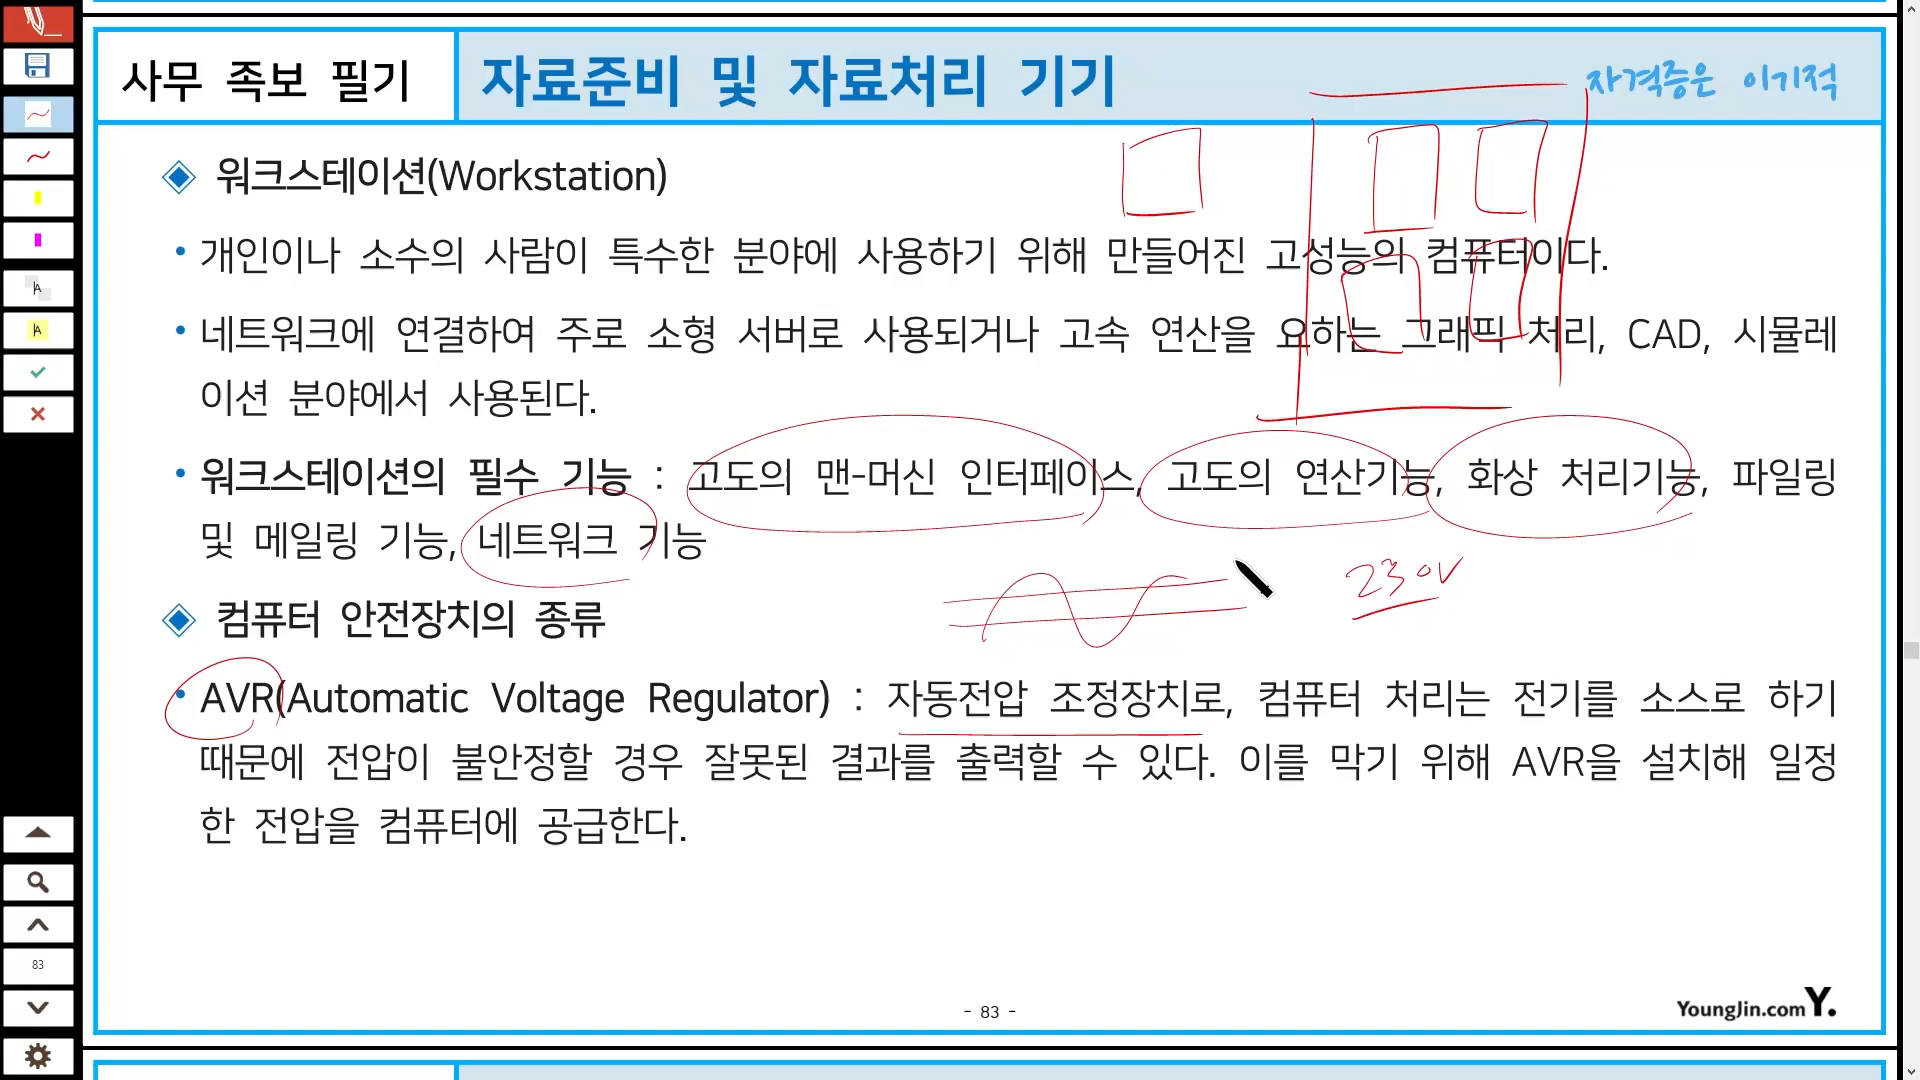 사무 족보 필기
자료준비 및 자료처리 기기
자격증은 이기적
워크스테이션(Workstation)
• 개인이나 소수의 사람이 특수한 분야에 사용하기 위해 만들어진 고성능의 컴퓨터이다.
• 네트워크에 연결하여 주로 소형 서버로 사용되거나 고속 연산을 요하는 그래픽 처리, CAD, 시뮬레
이션 분야에서 사용된다.
• 워크스테이션의 필수 기능 : 고도의 맨-머신 인터페이스, 고도의 연산기능, 화상 처리기능, 파일링
및 메일링 기능, 네트워크 기능
230V
컴퓨터 안전장치의 종류
• AVR(Automatic Voltage Regulator) : 자동전압 조정장치로, 컴퓨터 처리는 전기를 소스로 하기
때문에 전압이 불안정할 경우 잘못된 결과를 출력할 수 있다. 이를 막기 위해 AVR을 설치해 일정
한 전압을 컴퓨터에 공급한다.
83
- 83 -
YoungJin.com Y.